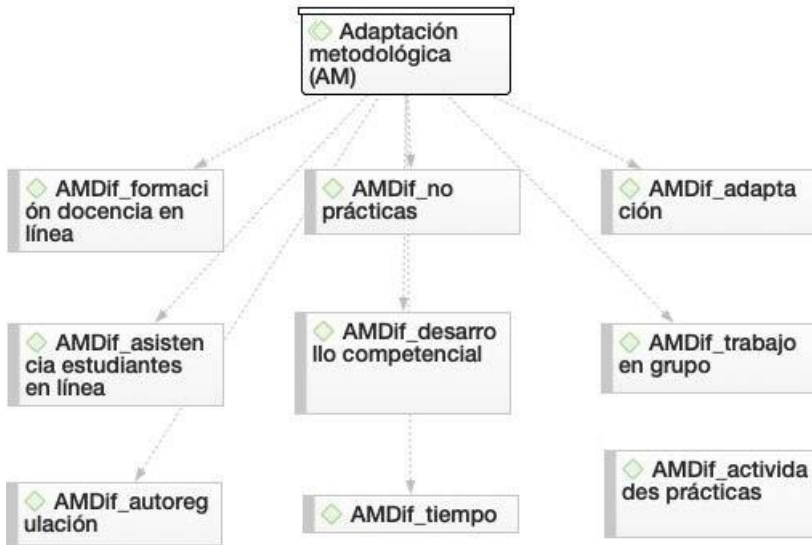 Adaptación
metodológica
(AM)
AMDif_formaci
ón docencia en
línea
AMDif_no
prácticas
AMDif_adapta
ción
AMDif_asisten
cia estudiantes
en línea
AMDif_desarro
llo competencial
AMDif_trabajo
en grupo
AMDif_autoreg
ulación
AMDif_tiempo
AMDif_activida
des prácticas